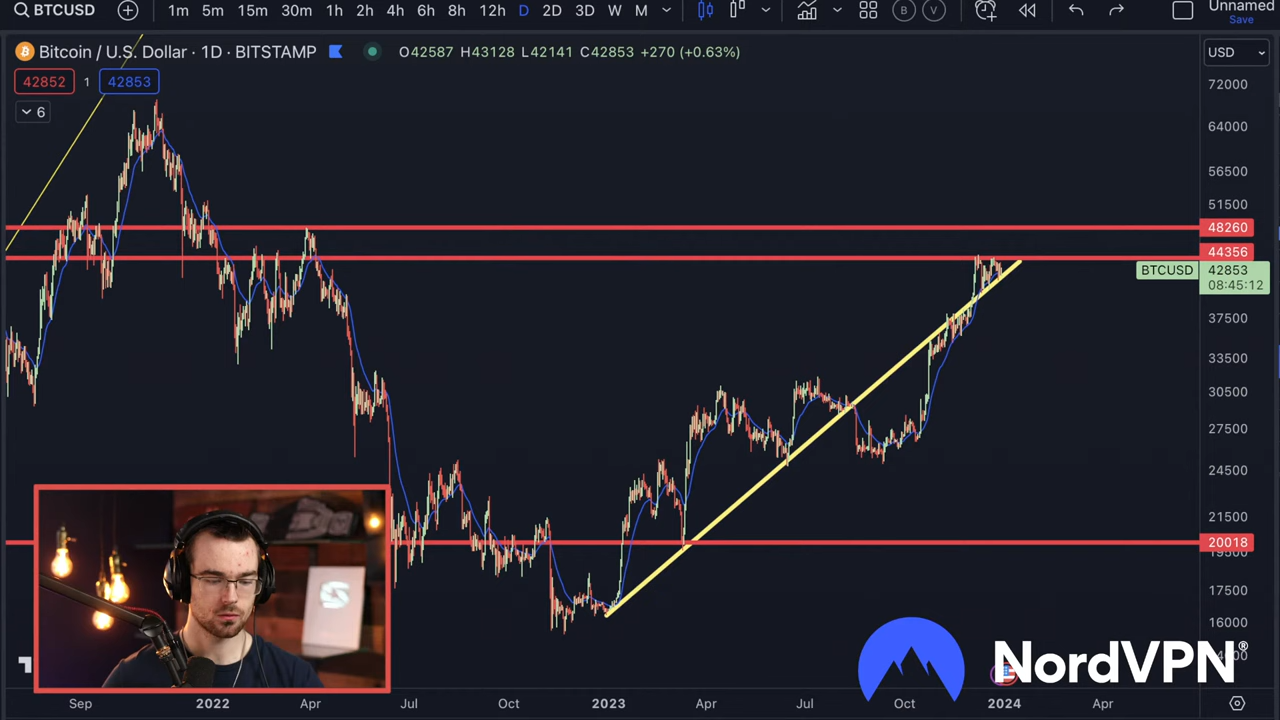 BTCUSD 1m 5m 15m 30m 1h 2h 4h 6h 8h 12h D 2D 3D W M B V Unnamed
Save
Bitcoin / U.S. Dollar · 1D · BITSTAMP O42587 H43128 L42141 C42853 +270 (+0.63%) USD
42852 1 42853
6
72000
64000
56500
51500
48260
44356
BTCUSD 42853
08:45:12
37500
33500
30500
27500
24500
21500
20018
19500
17500
16000
NordVPN®
Sep 2022 Apr Jul Oct 2023 Apr Jul Oct 2024 Apr